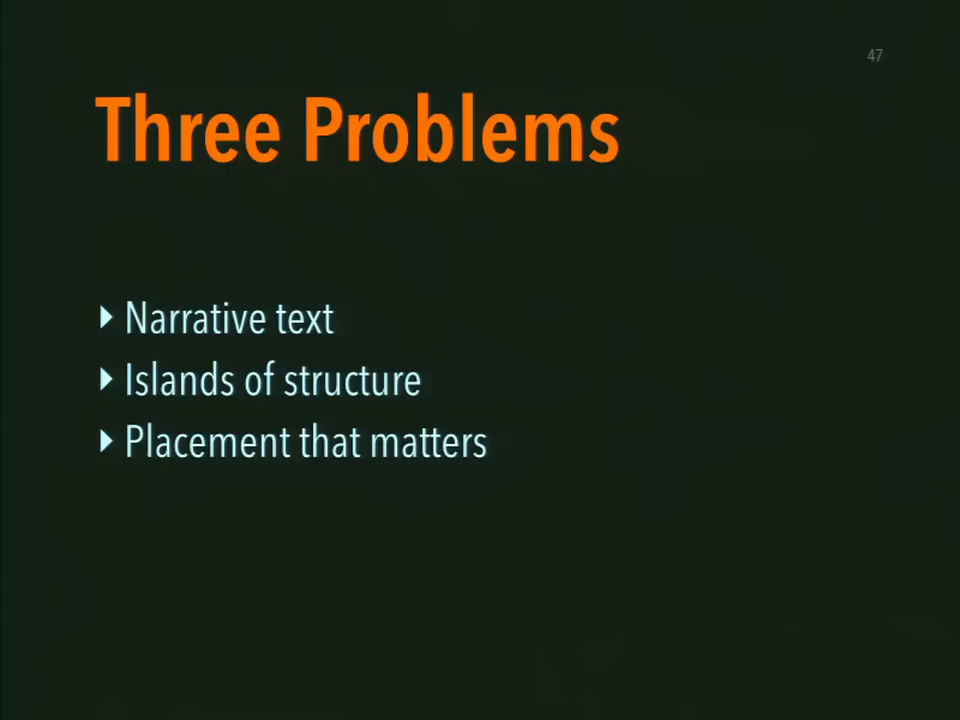 47
Three Problems
Narrative text
Islands of structure
Placement that matters